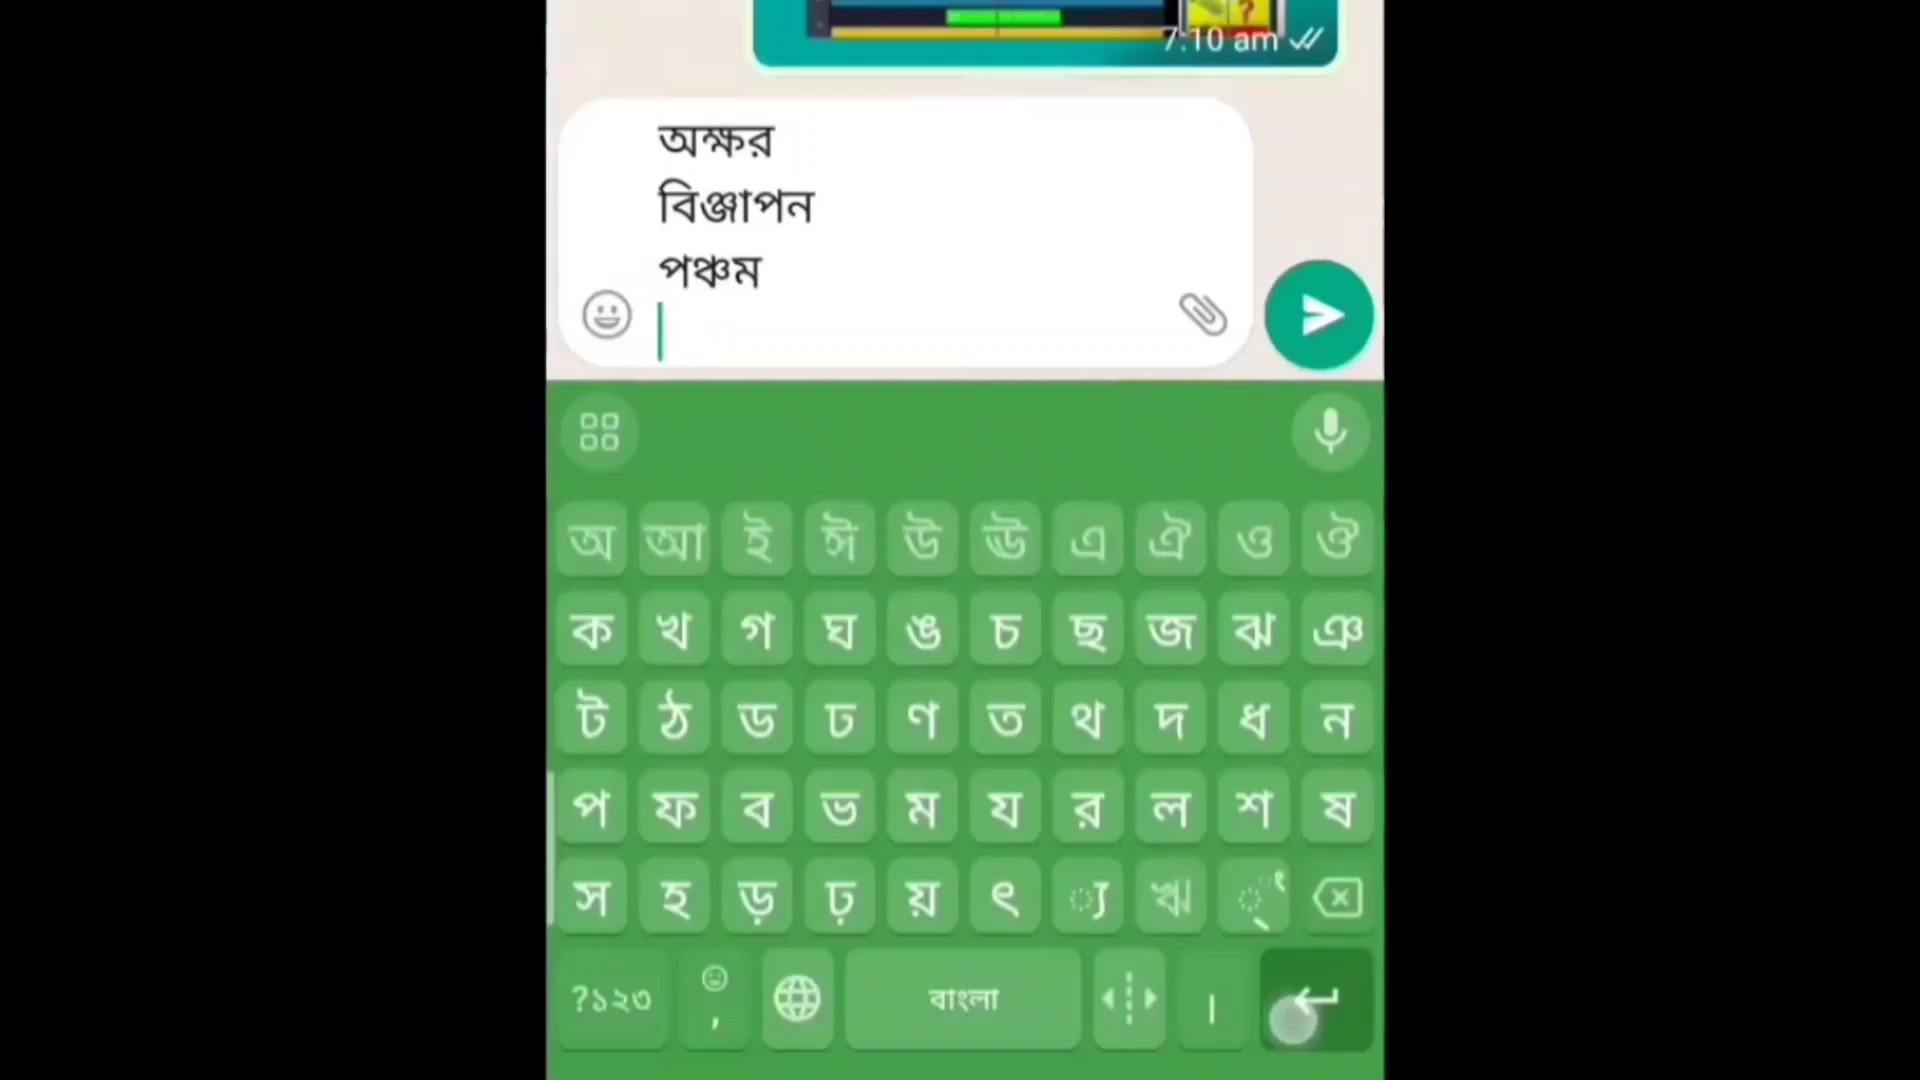 ?
7:10 am
অক্ষর
বিঞ্জাপন
পঞ্চম
অ আ ই ঈ উ ঊ এ ঐ ও ঔ
ক খ গ ঘ ঙ চ ছ জ ঝ ঞ
ট ঠ ড ঢ ণ ত থ দ ধ ন
প ফ ব ভ ম য র ল শ ষ
স হ ড় ঢ় য় ৎ ্য ঋ ্ ং
?১২৩ , বাংলা ।